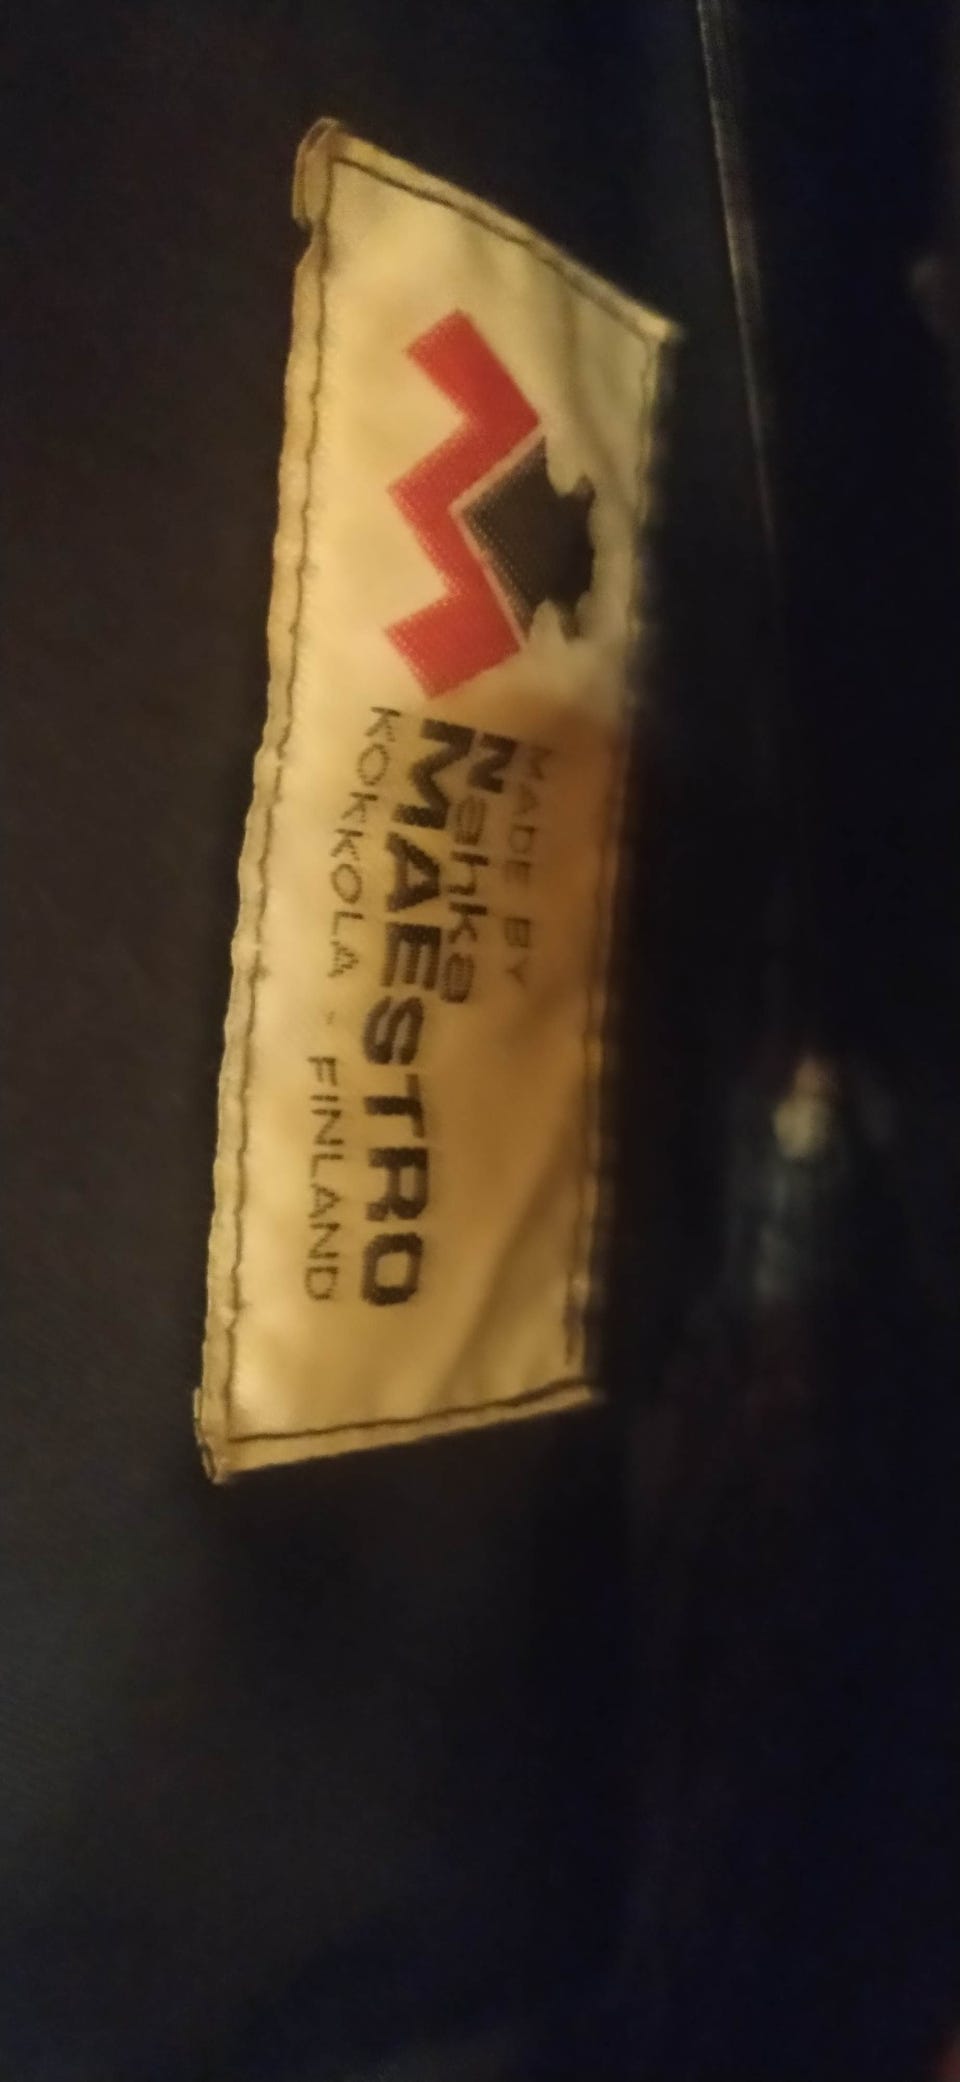 MADE BY
Nahka
MAESTRO
KOKKOLA - FINLAND